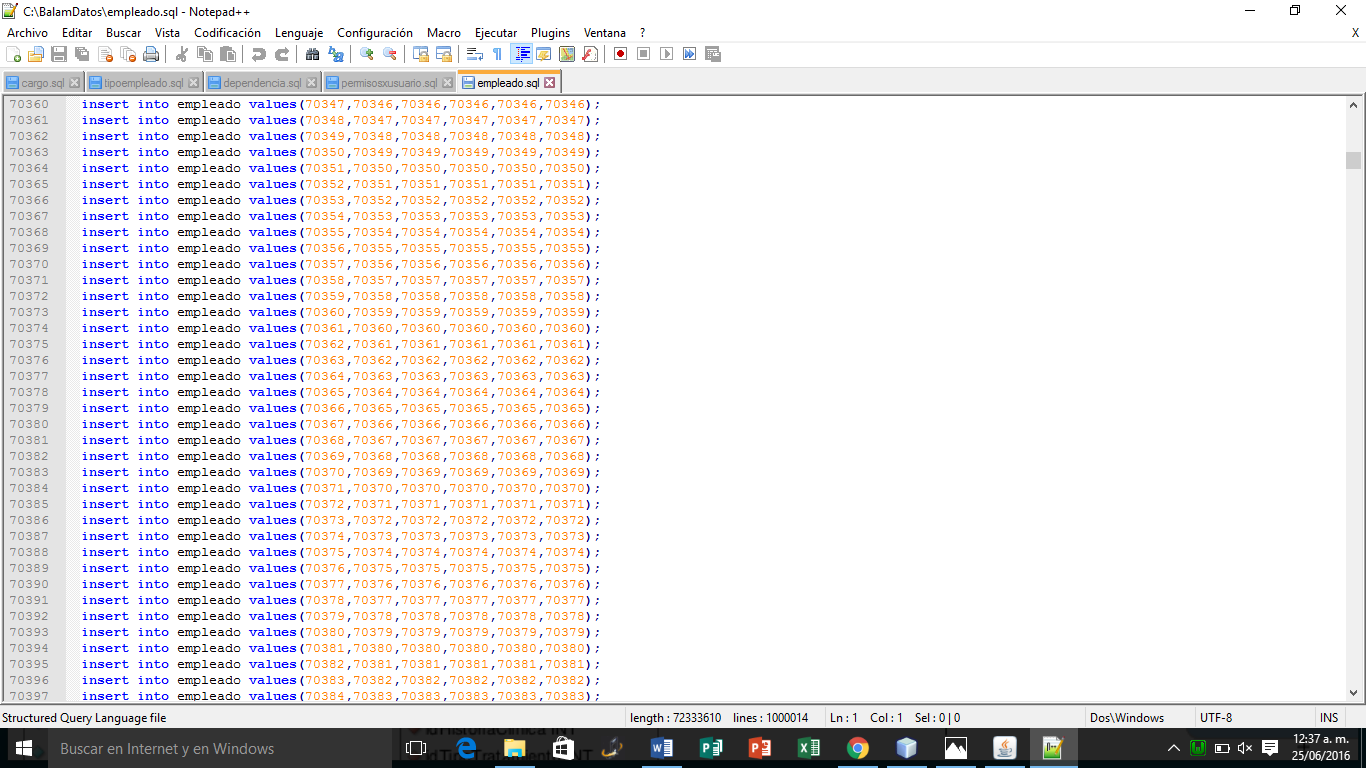 C:\BalamDatos\empleado.sql - Notepad++
Archivo Editar Buscar Vista Codificación Lenguaje Configuración Macro Ejecutar Plugins Ventana ? X
cargo.sql tipoempleado.sql dependencia.sql permisosxusuario.sql empleado.sql
70360 insert into empleado values(70347,70346,70346,70346,70346,70346);
70361 insert into empleado values(70348,70347,70347,70347,70347,70347);
70362 insert into empleado values(70349,70348,70348,70348,70348,70348);
70363 insert into empleado values(70350,70349,70349,70349,70349,70349);
70364 insert into empleado values(70351,70350,70350,70350,70350,70350);
70365 insert into empleado values(70352,70351,70351,70351,70351,70351);
70366 insert into empleado values(70353,70352,70352,70352,70352,70352);
70367 insert into empleado values(70354,70353,70353,70353,70353,70353);
70368 insert into empleado values(70355,70354,70354,70354,70354,70354);
70369 insert into empleado values(70356,70355,70355,70355,70355,70355);
70370 insert into empleado values(70357,70356,70356,70356,70356,70356);
70371 insert into empleado values(70358,70357,70357,70357,70357,70357);
70372 insert into empleado values(70359,70358,70358,70358,70358,70358);
70373 insert into empleado values(70360,70359,70359,70359,70359,70359);
70374 insert into empleado values(70361,70360,70360,70360,70360,70360);
70375 insert into empleado values(70362,70361,70361,70361,70361,70361);
70376 insert into empleado values(70363,70362,70362,70362,70362,70362);
70377 insert into empleado values(70364,70363,70363,70363,70363,70363);
70378 insert into empleado values(70365,70364,70364,70364,70364,70364);
70379 insert into empleado values(70366,70365,70365,70365,70365,70365);
70380 insert into empleado values(70367,70366,70366,70366,70366,70366);
70381 insert into empleado values(70368,70367,70367,70367,70367,70367);
70382 insert into empleado values(70369,70368,70368,70368,70368,70368);
70383 insert into empleado values(70370,70369,70369,70369,70369,70369);
70384 insert into empleado values(70371,70370,70370,70370,70370,70370);
70385 insert into empleado values(70372,70371,70371,70371,70371,70371);
70386 insert into empleado values(70373,70372,70372,70372,70372,70372);
70387 insert into empleado values(70374,70373,70373,70373,70373,70373);
70388 insert into empleado values(70375,70374,70374,70374,70374,70374);
70389 insert into empleado values(70376,70375,70375,70375,70375,70375);
70390 insert into empleado values(70377,70376,70376,70376,70376,70376);
70391 insert into empleado values(70378,70377,70377,70377,70377,70377);
70392 insert into empleado values(70379,70378,70378,70378,70378,70378);
70393 insert into empleado values(70380,70379,70379,70379,70379,70379);
70394 insert into empleado values(70381,70380,70380,70380,70380,70380);
70395 insert into empleado values(70382,70381,70381,70381,70381,70381);
70396 insert into empleado values(70383,70382,70382,70382,70382,70382);
70397 insert into empleado values(70384,70383,70383,70383,70383,70383);
Structured Query Language file length : 72333610 lines : 1000014 Ln : 1 Col : 1 Sel : 0 | 0 Dos\Windows UTF-8 INS
Buscar en Internet y en Windows
12:37 a. m.
25/06/2016